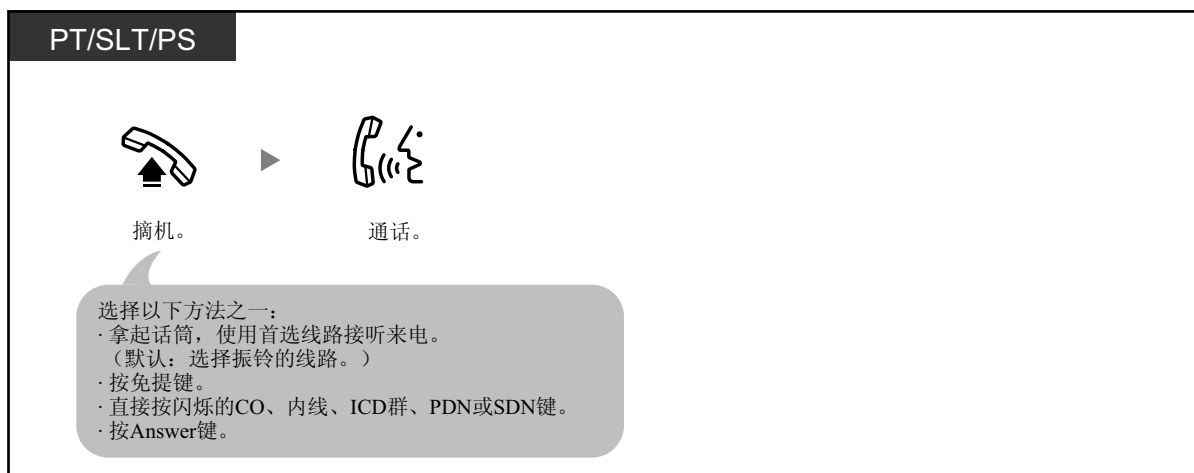 PT/SLT/PS
摘机。
通话。
选择以下方法之一：
· 拿起话筒，使用首选线路接听来电。
（默认：选择振铃的线路。）
· 按免提键。
· 直接按闪烁的CO、内线、ICD群、PDN或SDN键。
· 按Answer键。